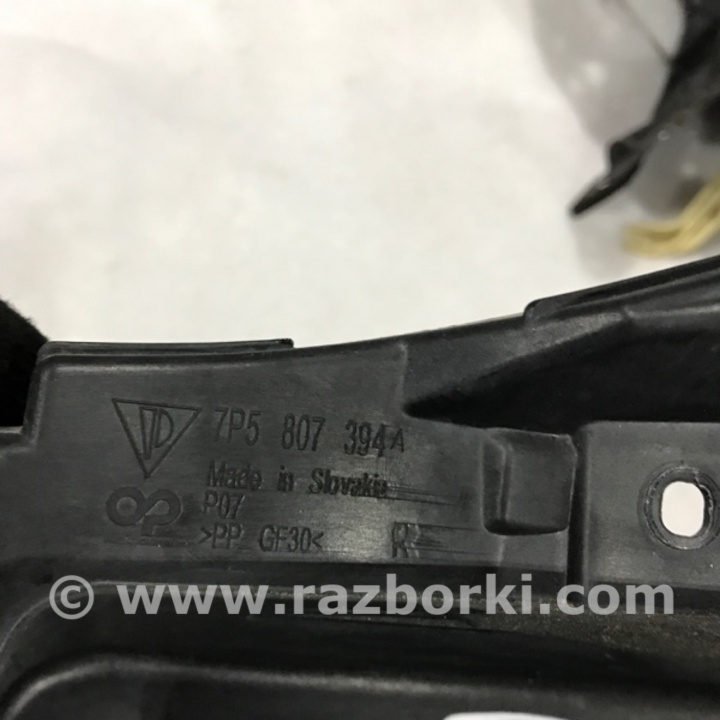 7P5 807 394 A
Made in Slovakia
P07
>PP GF30< R
© www.razborki.com